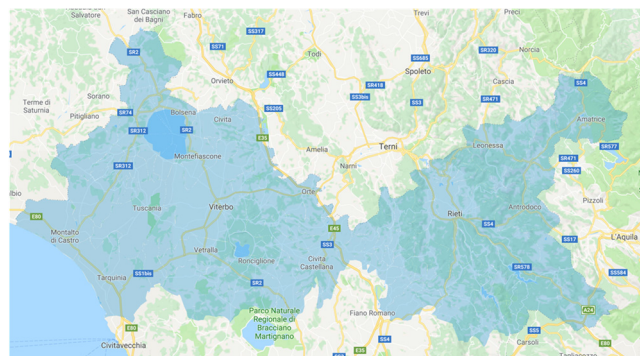 San Casciano
dei Bagni
Fabro
Trevi
Preci
Salvatore
SS317
SR320
Norcia
SS71
SR2
Todi
SS685
Spoleto
SS4
Orvieto
SS448
SR418
Cascia
Sorano
SS3bis
SR471
Terme di
Saturnia
SR74
Bolsena
SS205
SS3
Amatrice
Pitigliano
Civita
SR312
SR2
E35
Terni
Leonessa
SR577
Amelia
Montefiascone
SR471
SR312
Narni
SS260
Orte
Pizzoli
Tuscania
Viterbo
Rieti
Antrodoco
E80
SS4
Montalto
di Castro
E45
L'Aquila
SS17
Vetralla
SS3
Ronciglione
Civita
Castellana
SR578
SS584
Tarquinia
SS1bis
SR2
Parco Naturale
Regionale di
Bracciano
Martignano
Fiano Romano
A24
E80
SS5
Civitavecchia
E35
SS4
Carsoli
E80